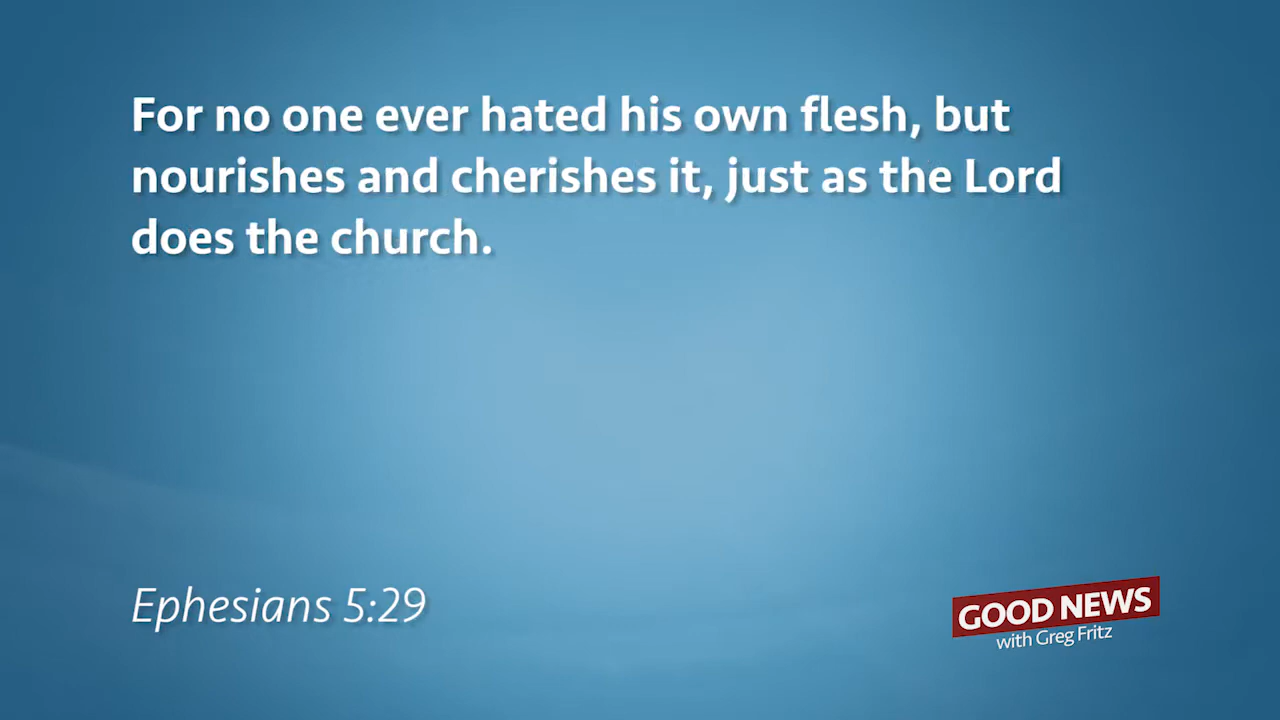 For no one ever hated his own flesh, but
nourishes and cherishes it, just as the Lord
does the church.
Ephesians 5:29
GOOD NEWS
with Greg Fritz